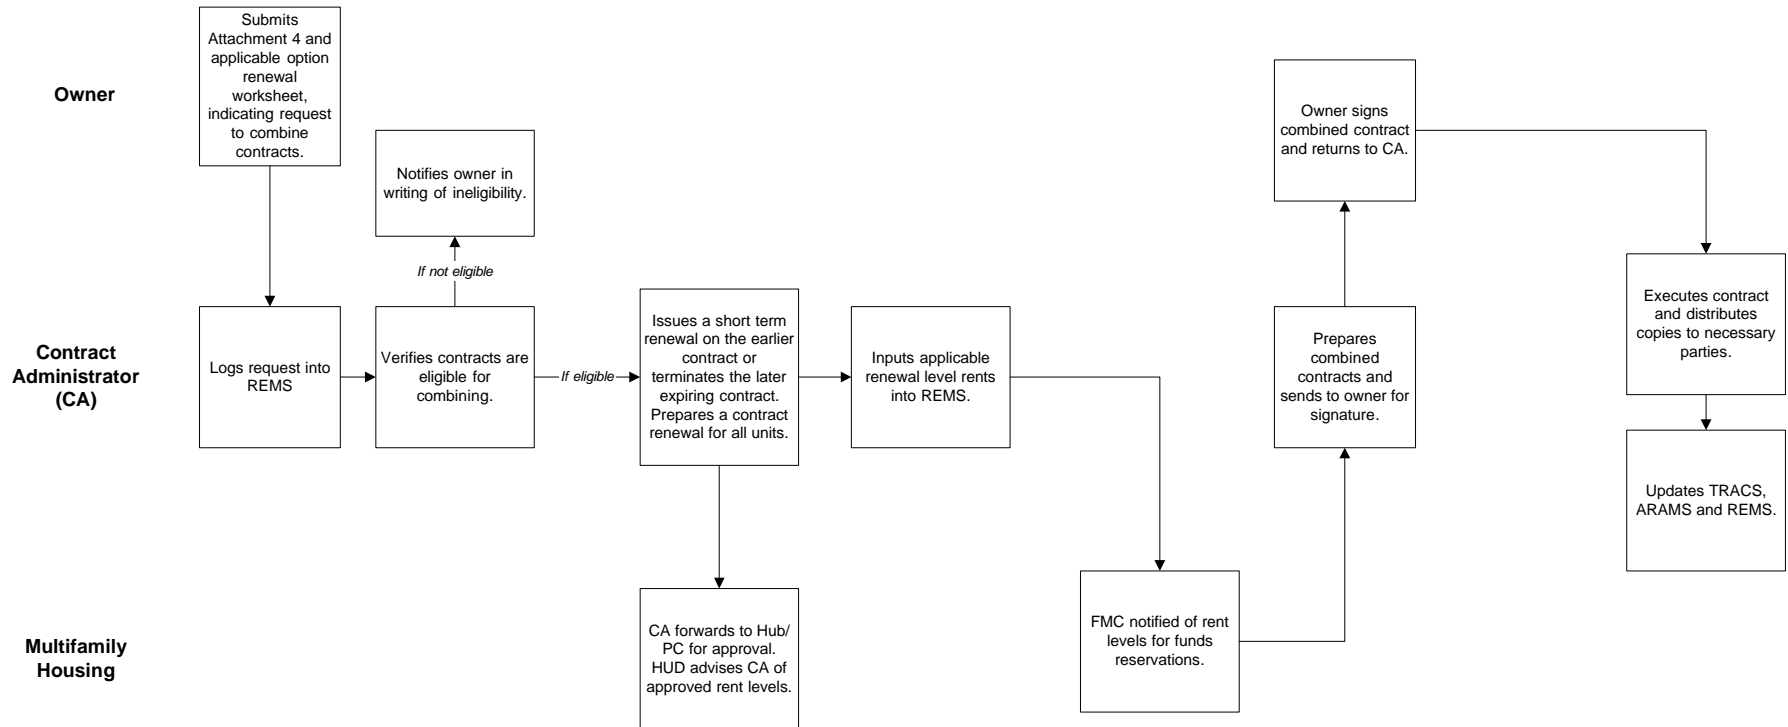 Owner
Submits
Attachment 4 and
applicable option
renewal
worksheet,
indicating request
to combine
contracts.
Notifies owner in
writing of ineligibility.
If not eligible
Owner signs
combined contract
and returns to CA.
Contract
Administrator
(CA)
Logs request into
REMS
Verifies contracts are
eligible for
combining.
If eligible
Issues a short term
renewal on the earlier
contract or
terminates the later
expiring contract.
Prepares a contract
renewal for all units.
Inputs applicable
renewal level rents
into REMS.
Prepares
combined
contracts and
sends to owner for
signature.
Executes contract
and distributes
copies to necessary
parties.
Updates TRACS,
ARAMS and REMS.
Multifamily
Housing
CA forwards to Hub/
PC for approval.
HUD advises CA of
approved rent levels.
FMC notified of rent
levels for funds
reservations.